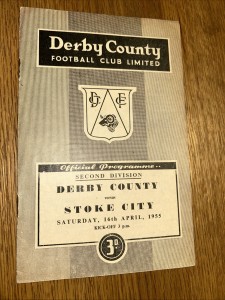 Derby County
FOOTBALL CLUB LIMITED
D C F C
Official Programme..
SECOND DIVISION
DERBY COUNTY
versus
STOKE CITY
SATURDAY, 16th APRIL, 1955
KICK-OFF 3 p.m.
3D